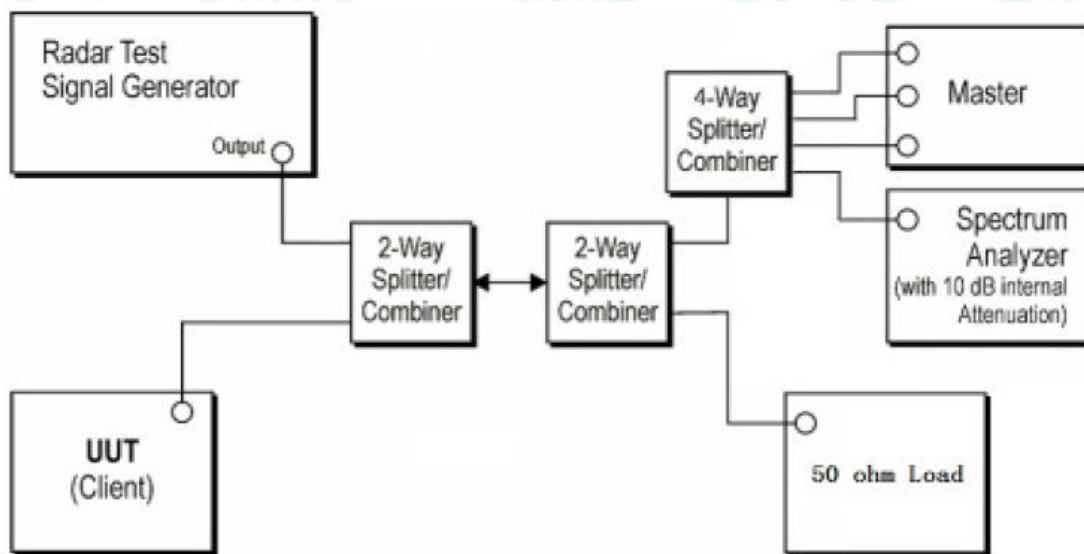 Radar Test
Signal Generator
Output
4-Way
Splitter/
Combiner
Master
2-Way
Splitter/
Combiner
2-Way
Splitter/
Combiner
Spectrum
Analyzer
(with 10 dB internal
Attenuation)
UUT
(Client)
50 ohm Load